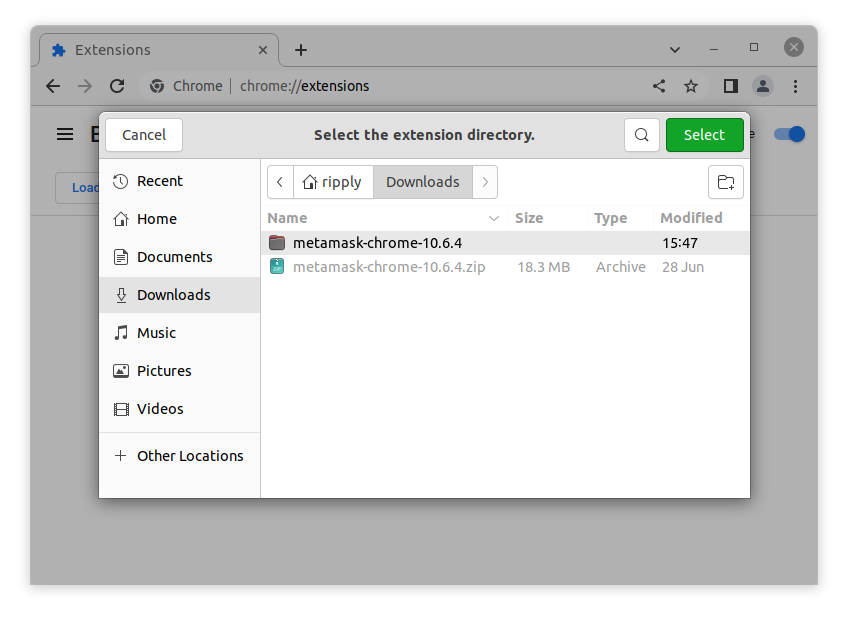 Extensions
Chrome chrome://extensions
Cancel Select the extension directory. Select
Load
Recent
Home
Documents
Downloads
Music
Pictures
Videos
Other Locations
ripply Downloads
Name Size Type Modified
metamask-chrome-10.6.4 15:47
metamask-chrome-10.6.4.zip 18.3 MB Archive 28 Jun